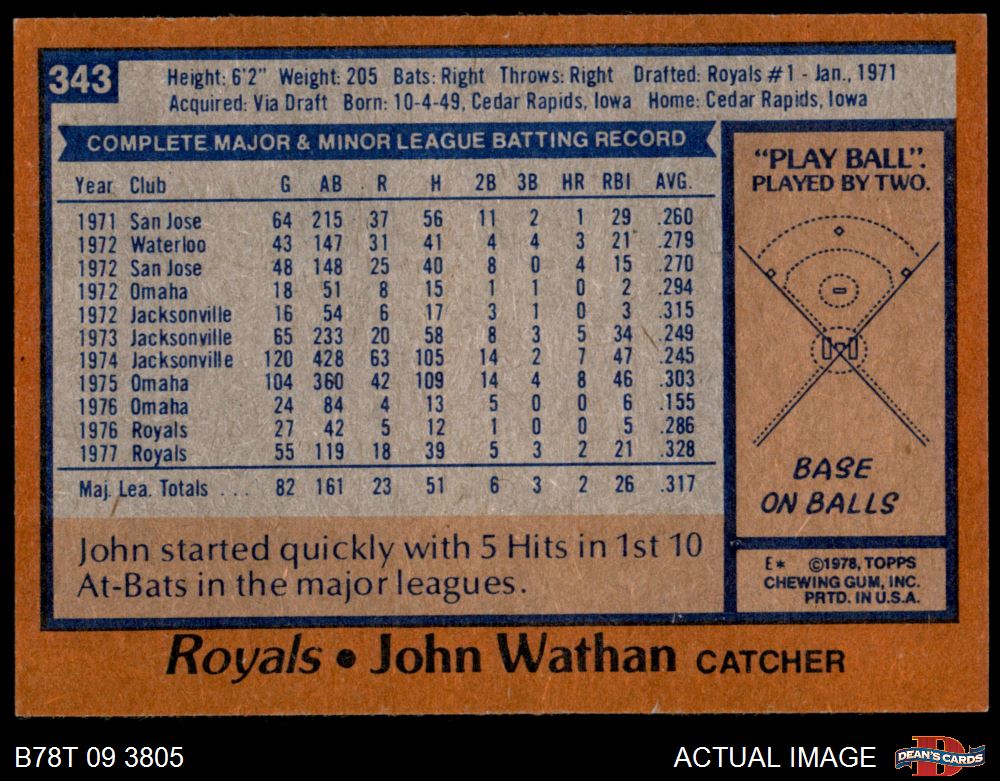 343
Height: 6'2" Weight: 205 Bats: Right Throws: Right Drafted: Royals #1 - Jan., 1971
Acquired: Via Draft Born: 10-4-49, Cedar Rapids, Iowa Home: Cedar Rapids, Iowa
COMPLETE MAJOR & MINOR LEAGUE BATTING RECORD
Year Club G AB R H 2B 3B HR RBI AVG.
1971 San Jose 64 215 37 56 11 2 1 29 .260
1972 Waterloo 43 147 31 41 4 4 3 21 .279
1972 San Jose 48 148 25 40 8 0 4 15 .270
1972 Omaha 18 51 8 15 1 1 0 2 .294
1972 Jacksonville 16 54 6 17 3 1 0 3 .315
1973 Jacksonville 65 233 20 58 8 3 5 34 .249
1974 Jacksonville 120 428 63 105 14 2 7 47 .245
1975 Omaha 104 360 42 109 14 4 8 46 .303
1976 Omaha 24 84 4 13 5 0 0 6 .155
1976 Royals 27 42 5 12 1 0 0 5 .286
1977 Royals 55 119 18 39 5 3 2 21 .328
Maj. Lea. Totals ... 82 161 23 51 6 3 2 26 .317
John started quickly with 5 Hits in 1st 10
At-Bats in the major leagues.
"PLAY BALL".
PLAYED BY TWO.
BASE
ON BALLS
E* ©1978, TOPPS
CHEWING GUM, INC.
PRTD. IN U.S.A.
Royals • John Wathan CATCHER
B78T 09 3805
ACTUAL IMAGE
D
DEAN'S CARDS